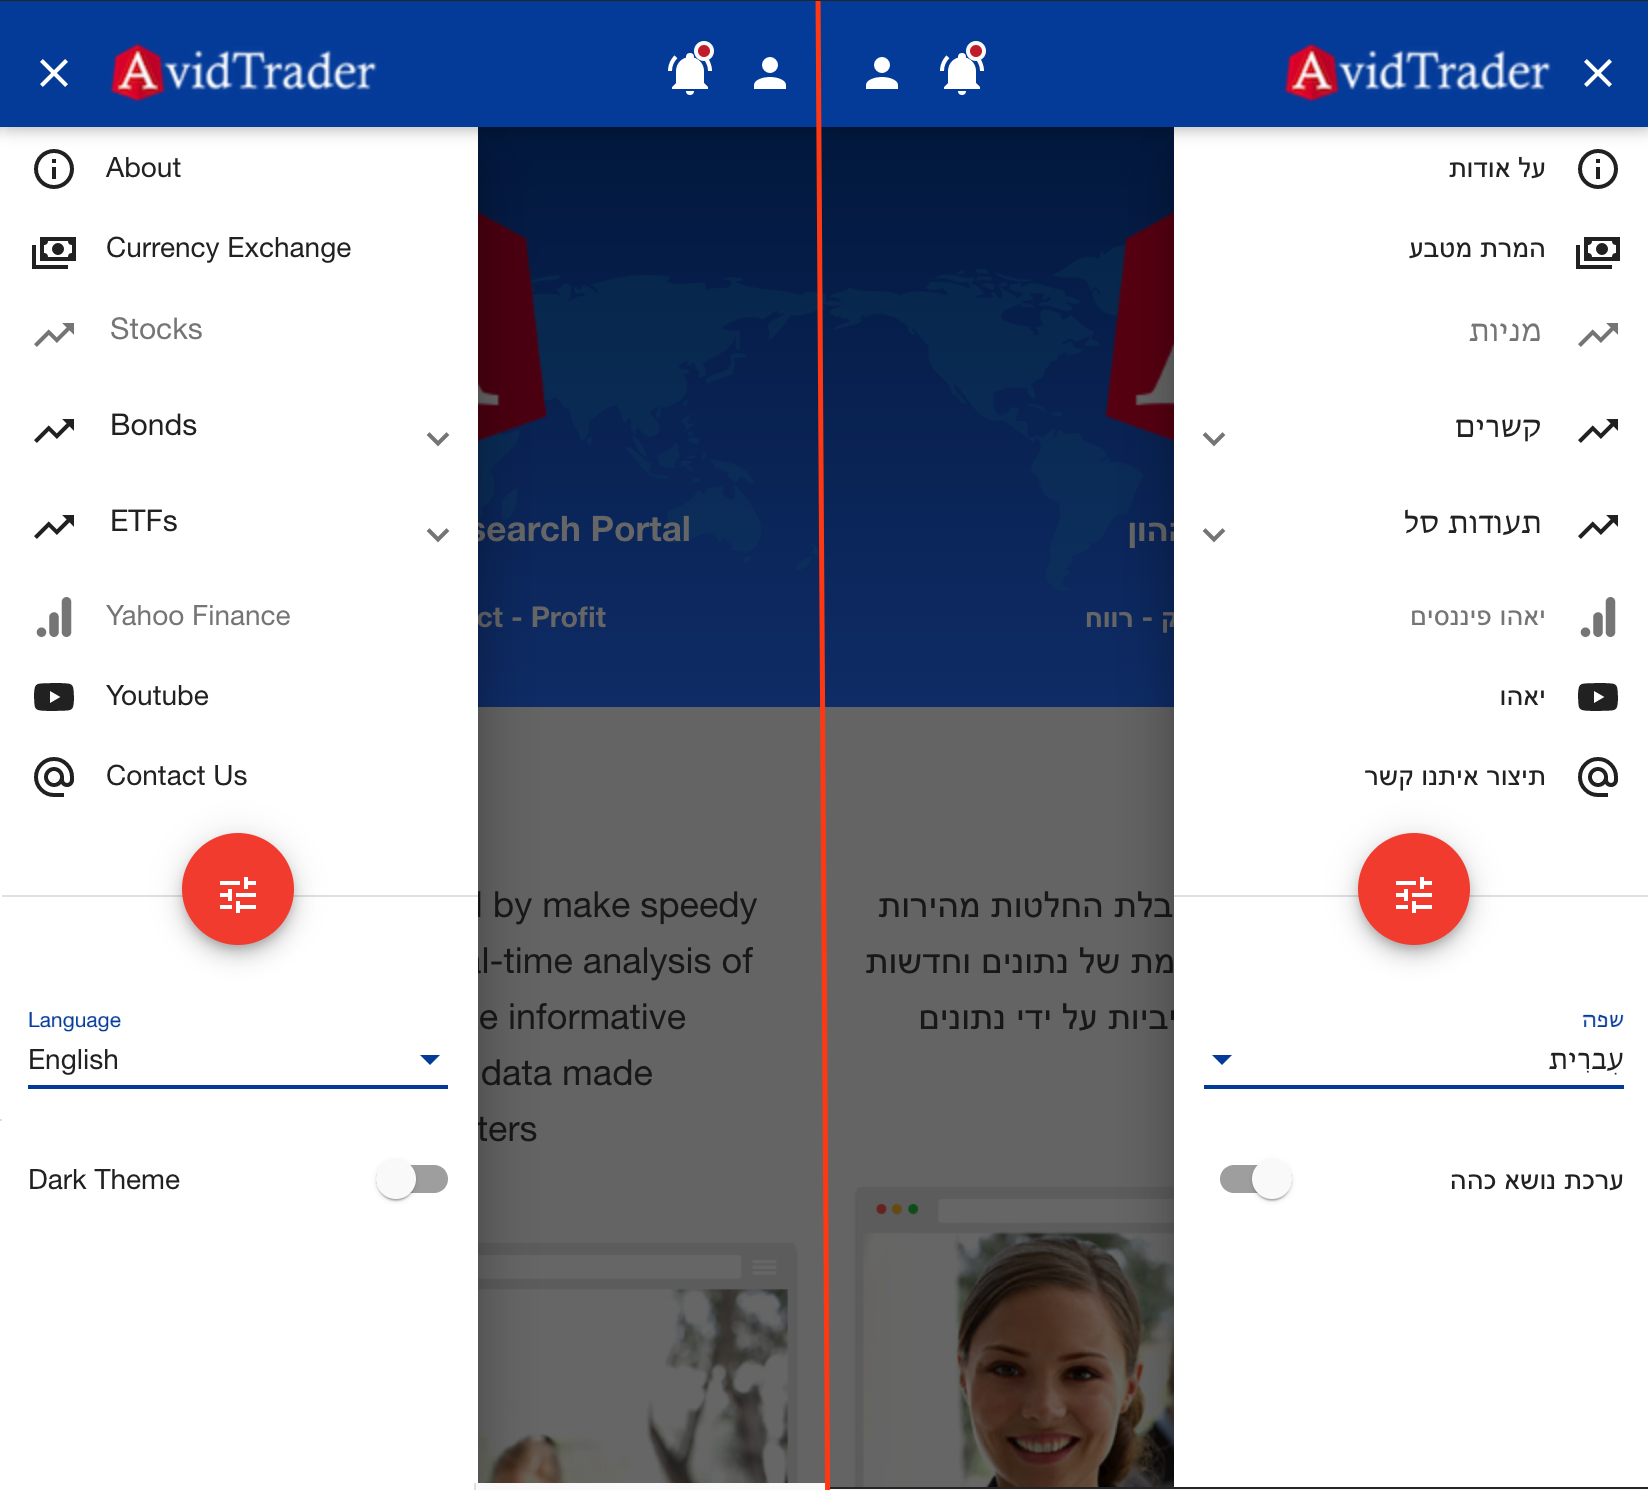 AvidTrader
About
Currency Exchange
Stocks
Bonds
ETFs
Yahoo Finance
Youtube
Contact Us
Language
English
Dark Theme
search Portal
ct - Profit
by make speedy
l-time analysis of
e informative
data made
ters
AvidTrader
על אודות
המרת מטבע
מניות
קשרים
תעודות סל
יאהו פיננסים
יאהו
תיצור איתנו קשר
שפה
עִברִית
ערכת נושא כהה
ההון
ק - רווח
בלת החלטות מהירות
מת של נתונים וחדשות
יביות על ידי נתונים